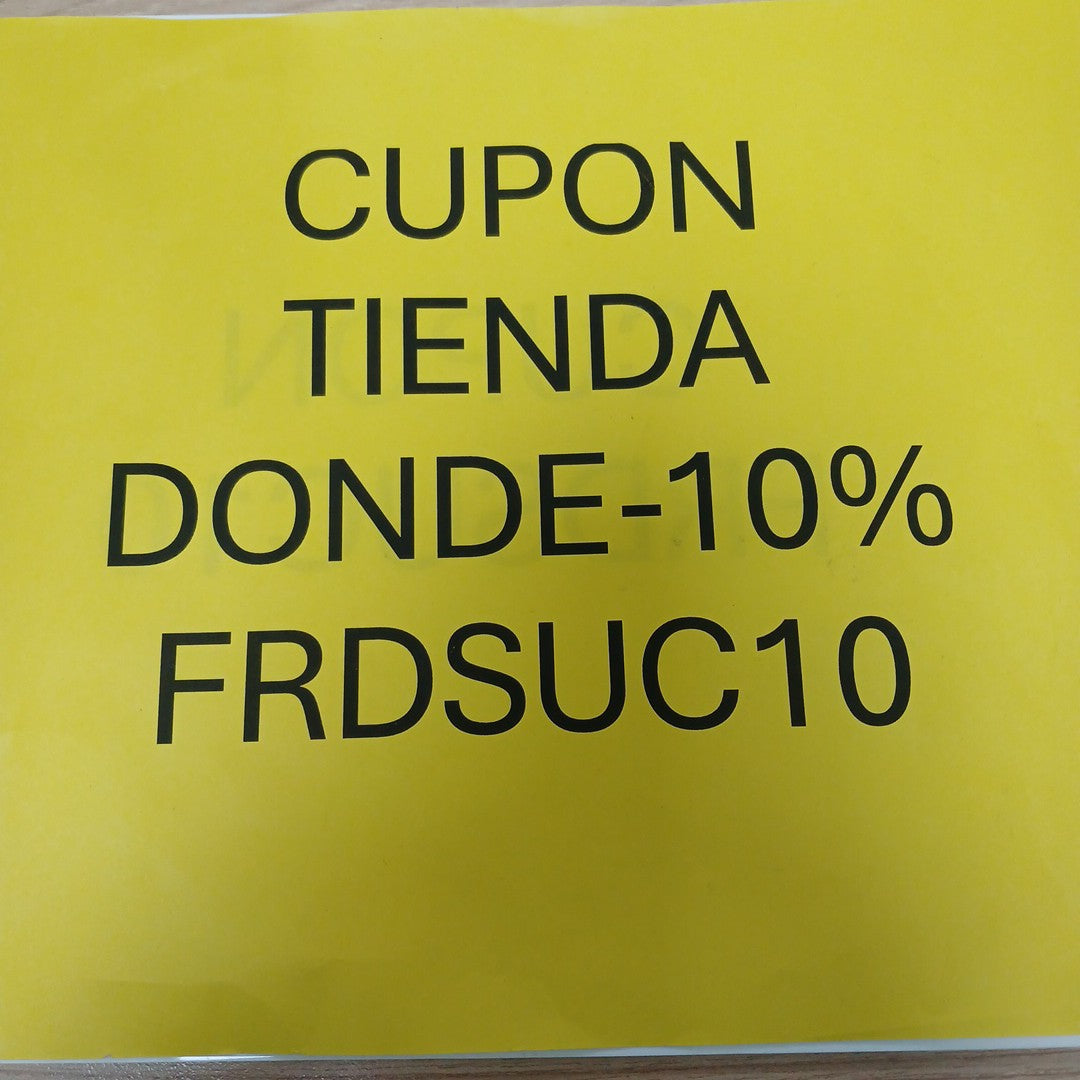 CUPON
TIENDA
DONDE-10%
FRDSUC10